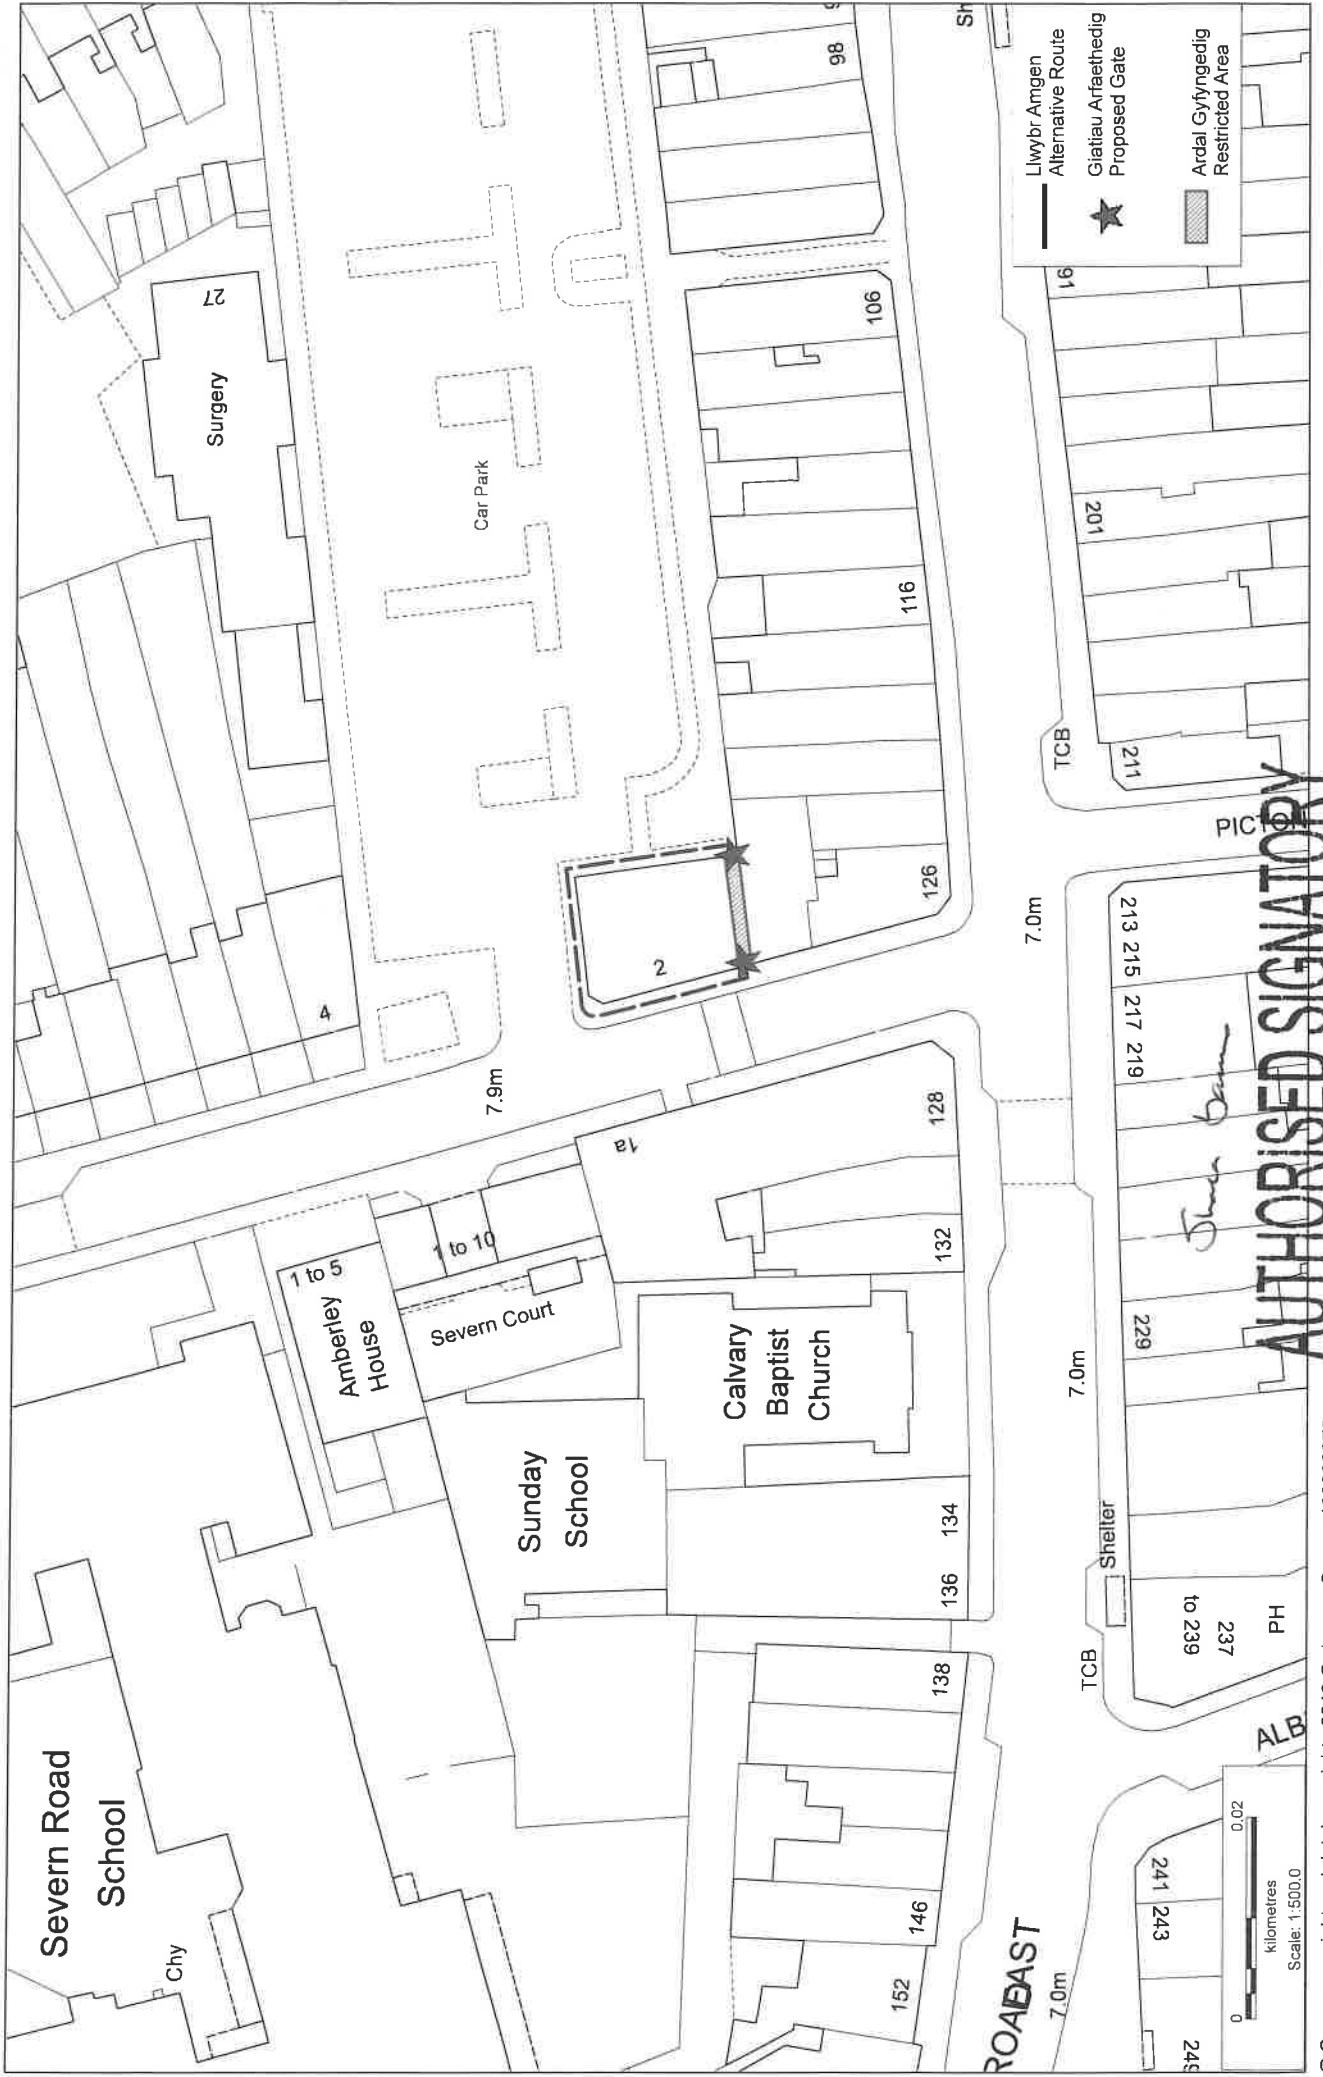 Severn Road
School
Chy
Amberley
House
1 to 5
1 to 10
Severn Court
Sunday
School
Calvary
Baptist
Church
1a
4
7.9m
2
Surgery
27
Car Park
152
146
138
136
134
132
128
126
116
106
98
ROAD
EAST
7.0m
7.0m
7.0m
TCB
Shelter
TCB
Sh
241
243
ALB
237
to 239
PH
229
219
217
215
213
PICTO
211
201
91
Llwybr Amgen
Alternative Route
Giatiau Arfaethedig
Proposed Gate
Ardal Gyfyngedig
Restricted Area
0
0.02
kilometres
Scale: 1:500.0
AUTHORISED SIGNATORY